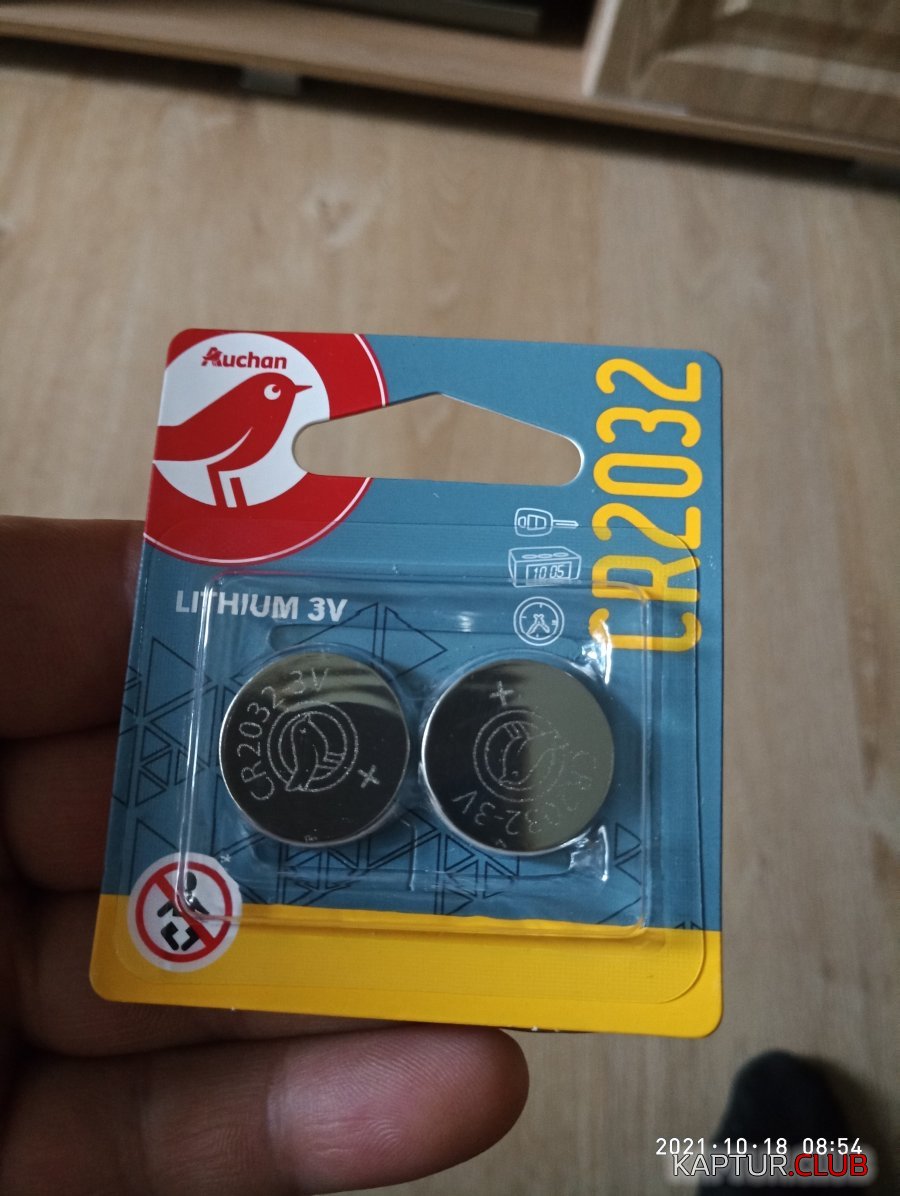 Auchan
CR2032
10:05
LITHIUM 3V
CR2032-3V
+
+
CR2032-3V
2021·10·18 08:54
KAPTUR.CLUB